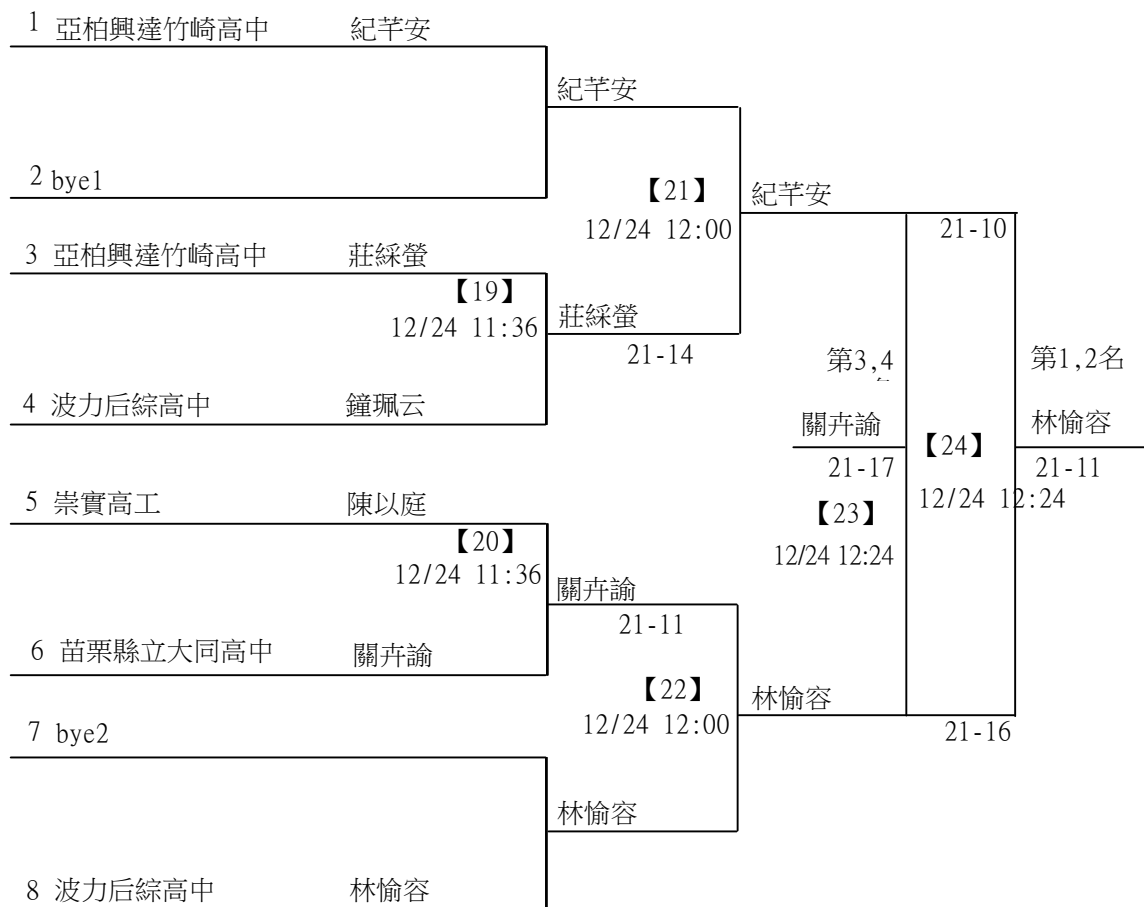 1 亞柏興達竹崎高中 紀芊安
紀芊安
2 bye1
【21】
紀芊安
12/24 12:00
21-10
3 亞柏興達竹崎高中 莊綵螢
【19】
莊綵螢
12/24 11:36
21-14
第3,4
第1,2名
4 波力后綜高中 鐘珮云
關卉諭
【24】
林愉容
21-17
21-11
5 崇實高工 陳以庭
12/24 12:24
【23】
【20】
12/24 12:24
12/24 11:36
關卉諭
21-11
6 苗栗縣立大同高中 關卉諭
【22】
林愉容
7 bye2
12/24 12:00
21-16
林愉容
8 波力后綜高中 林愉容